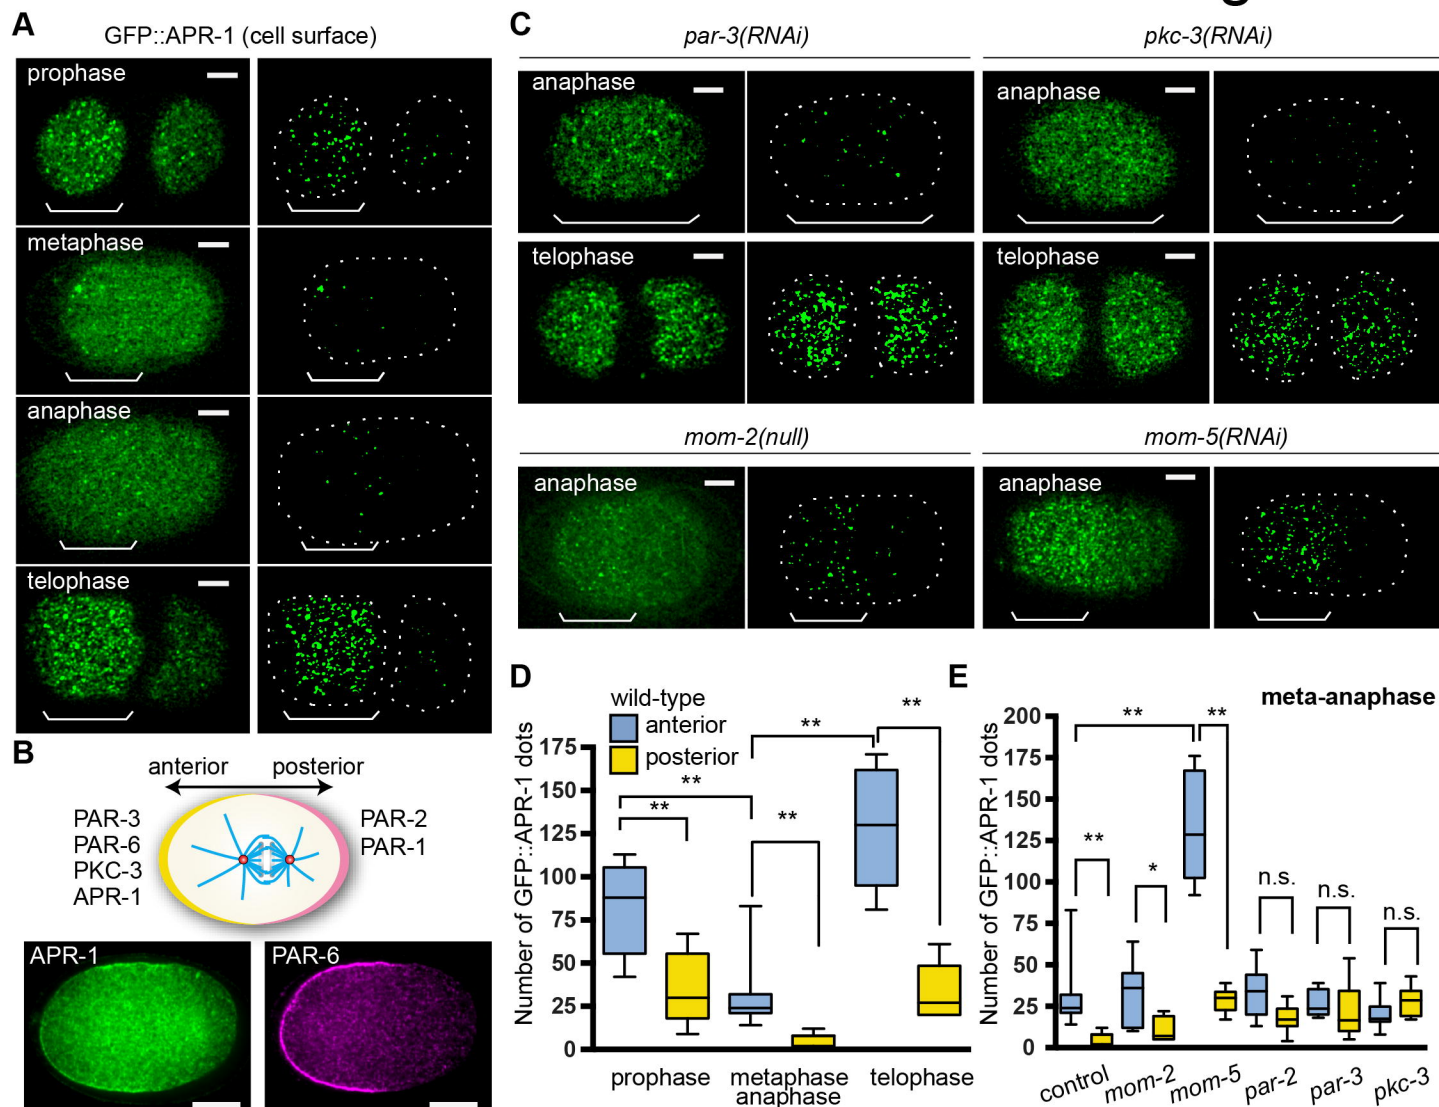 A
GFP::APR-1 (cell surface)
prophase
metaphase
anaphase
telophase
B
anterior posterior
PAR-3
PAR-6
PKC-3
APR-1
PAR-2
PAR-1
APR-1
PAR-6
C
par-3(RNAi)
pkc-3(RNAi)
anaphase
anaphase
telophase
telophase
mom-2(null)
mom-5(RNAi)
anaphase
anaphase
D
wild-type
anterior
posterior
Number of GFP::APR-1 dots
175
150
125
100
75
50
25
0
**
**
**
**
**
prophase
metaphase
anaphase
telophase
E
meta-anaphase
Number of GFP::APR-1 dots
200
175
150
125
100
75
50
25
0
**
**
**
*
n.s.
n.s.
n.s.
control
mom-2
mom-5
par-2
par-3
pkc-3